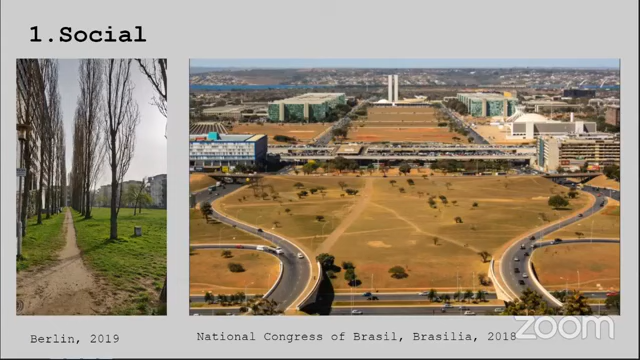 1.Social
Berlin, 2019
National Congress of Brasil, Brasilia, 2018
zoom